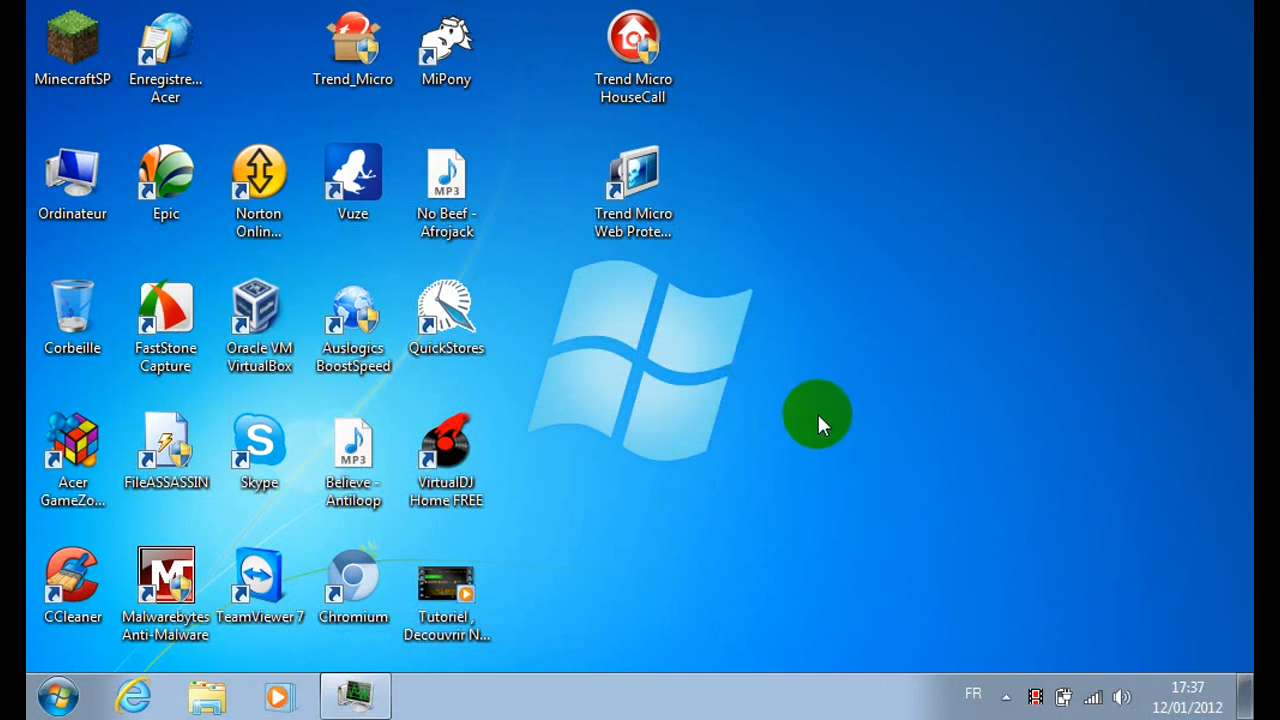 MinecraftSP
Enregistre...
Acer
Trend_Micro
MiPony
Trend Micro
HouseCall
Ordinateur
Epic
Norton
Onlin...
Vuze
MP3
No Beef -
Afrojack
Trend Micro
Web Prote...
Corbeille
FastStone
Capture
Oracle VM
VirtualBox
Auslogics
BoostSpeed
QuickStores
Acer
GameZo...
FileASSASSIN
S
Skype
MP3
Believe -
Antiloop
VirtualDJ
Home FREE
CCleaner
M
Malwarebytes
Anti-Malware
TeamViewer 7
Chromium
Tutoriel ,
Decouvrir N...
FR
17:37
12/01/2012